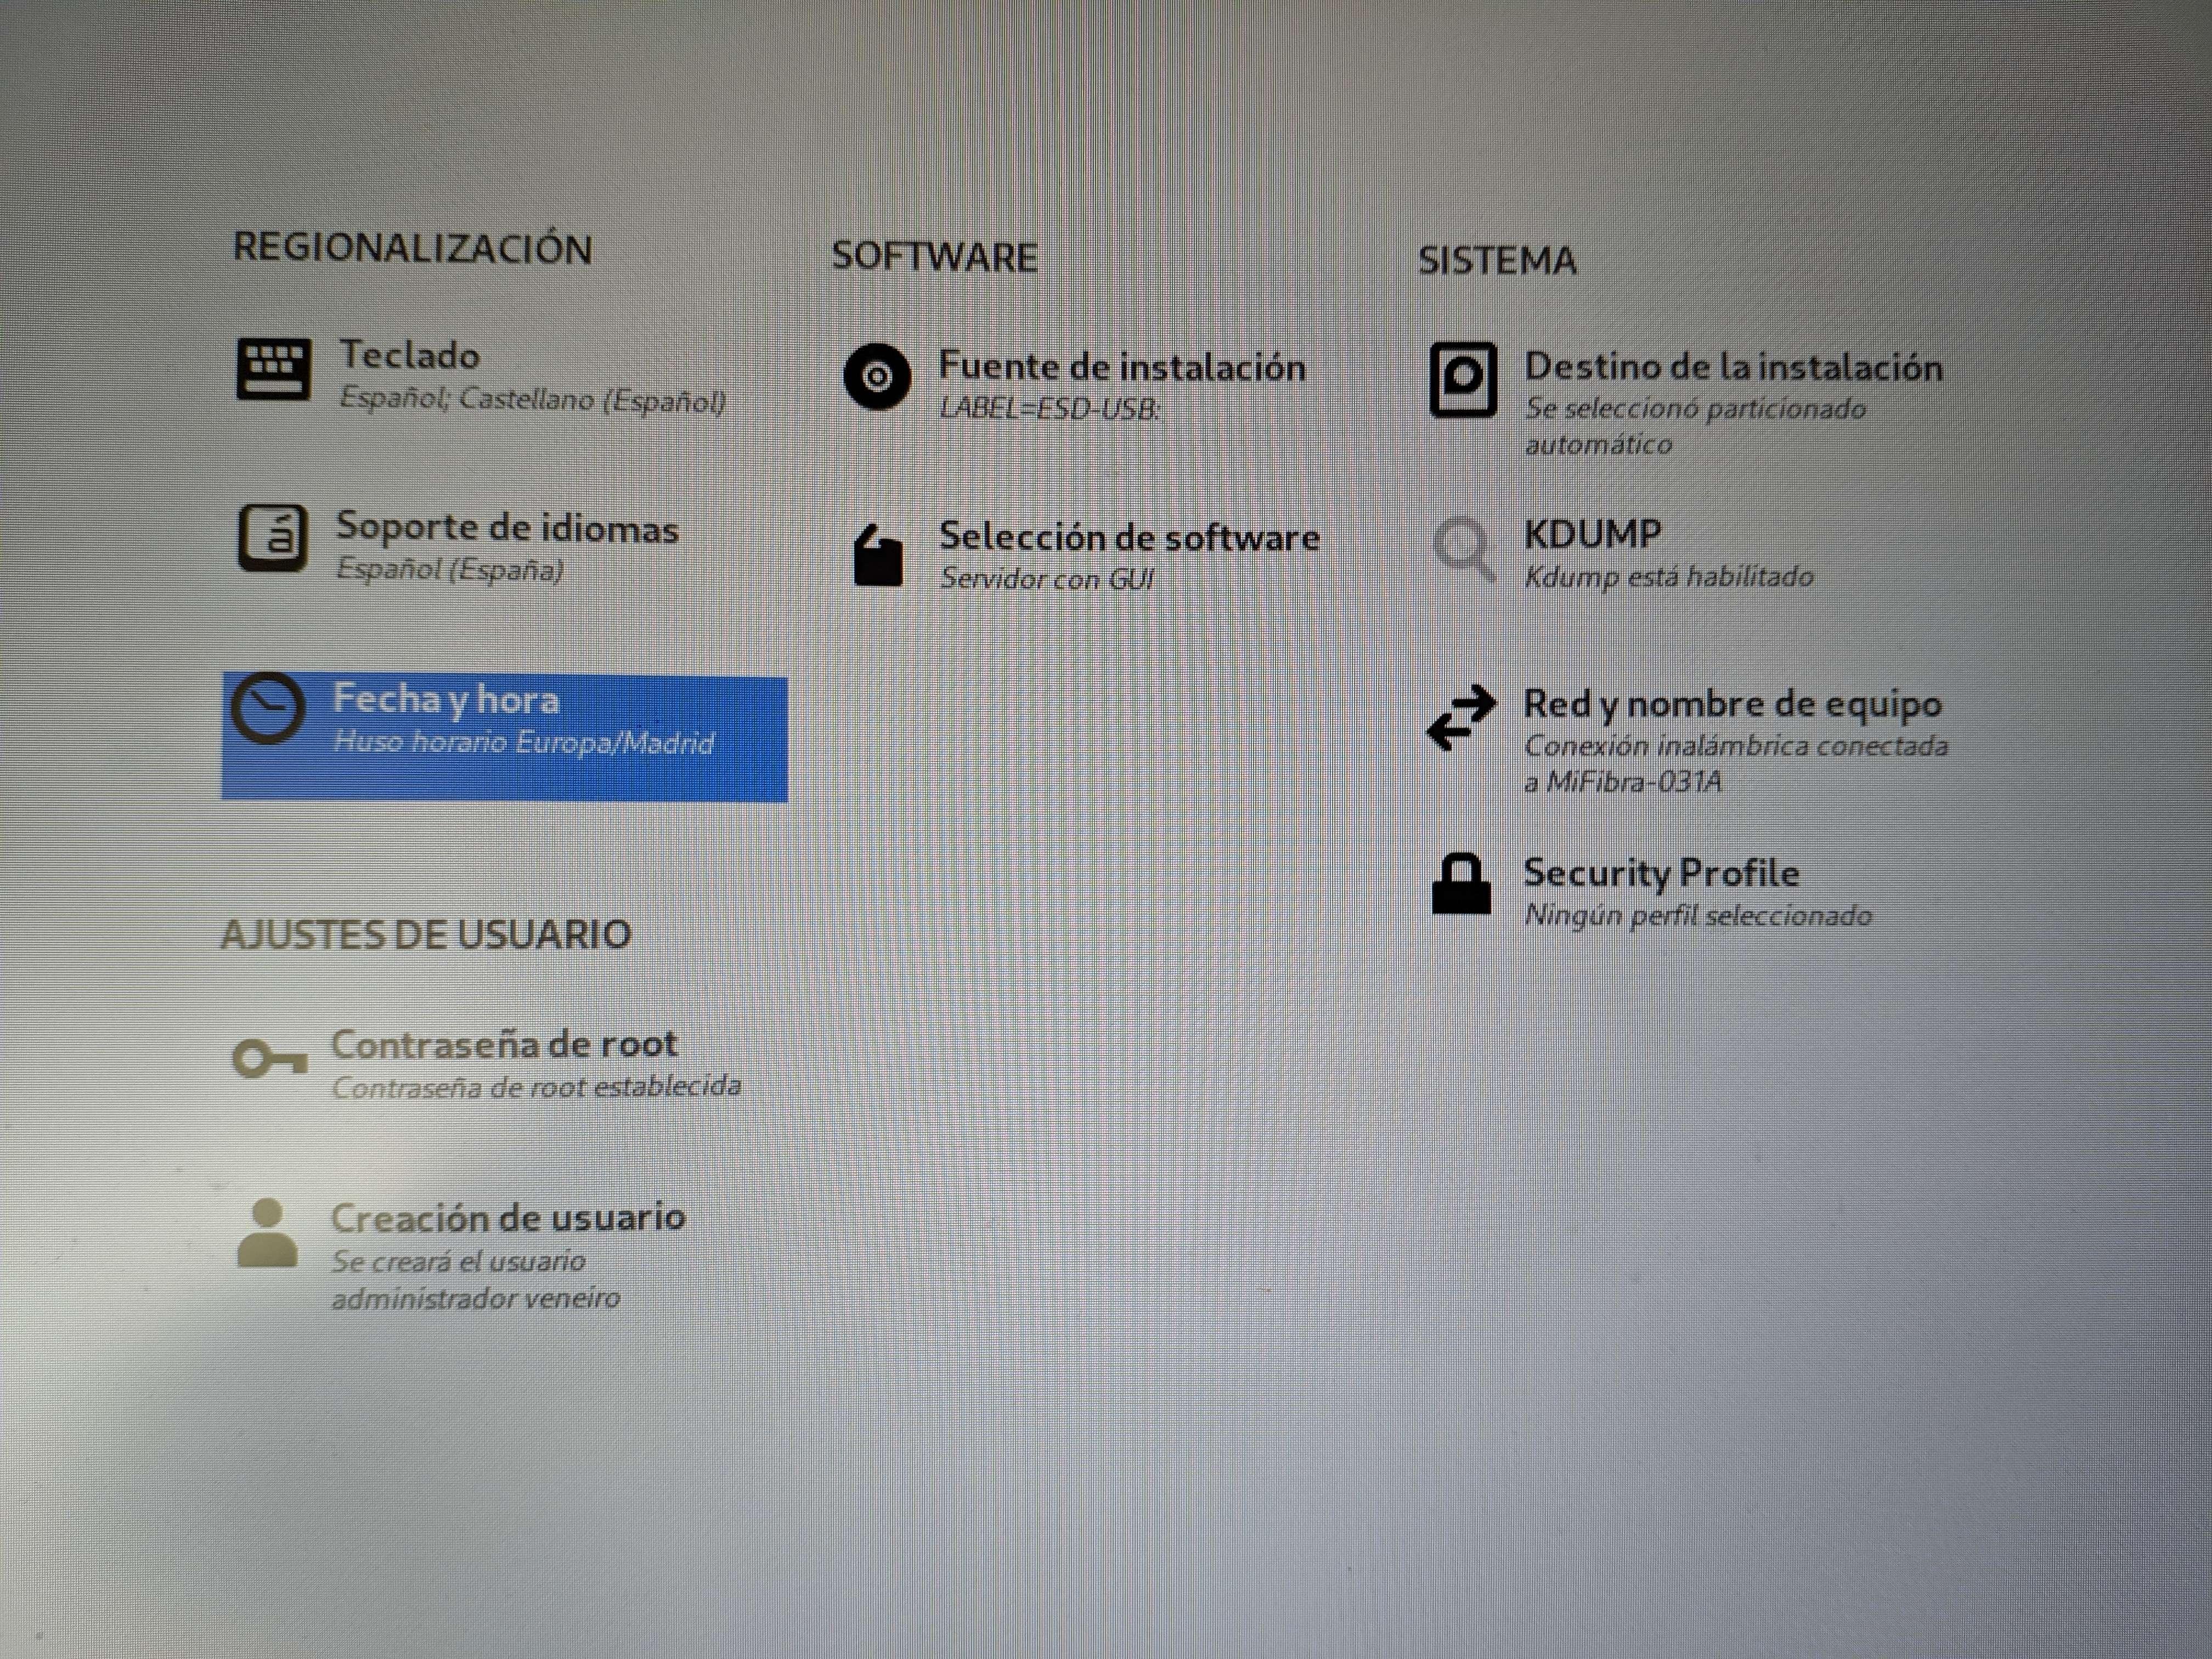 REGIONALIZACIÓN
Teclado
Español; Castellano (Español)
Soporte de idiomas
Español (España)
Fecha y hora
Huso horario Europa/Madrid
AJUSTES DE USUARIO
Contraseña de root
Contraseña de root establecida
Creación de usuario
Se creará el usuario
administrador veneiro
SOFTWARE
Fuente de instalación
LABEL=ESD-USB:
Selección de software
Servidor con GUI
SISTEMA
Destino de la instalación
Se seleccionó particionado
automático
KDUMP
Kdump está habilitado
Red y nombre de equipo
Conexión inalámbrica conectada
a MiFibra-031A
Security Profile
Ningún perfil seleccionado